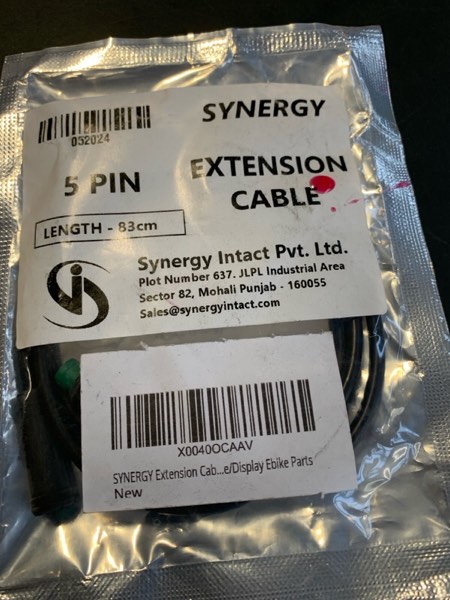 SYNERGY
052024
5 PIN
EXTENSION
CABLE
LENGTH - 83cm
Synergy Intact Pvt. Ltd.
Plot Number 637. JLPL Industrial Area
Sector 82, Mohali Punjab - 160055
Sales@synergyintact.com
X0040OCAAV
SYNERGY Extension Cab...e/Display Ebike Parts
New